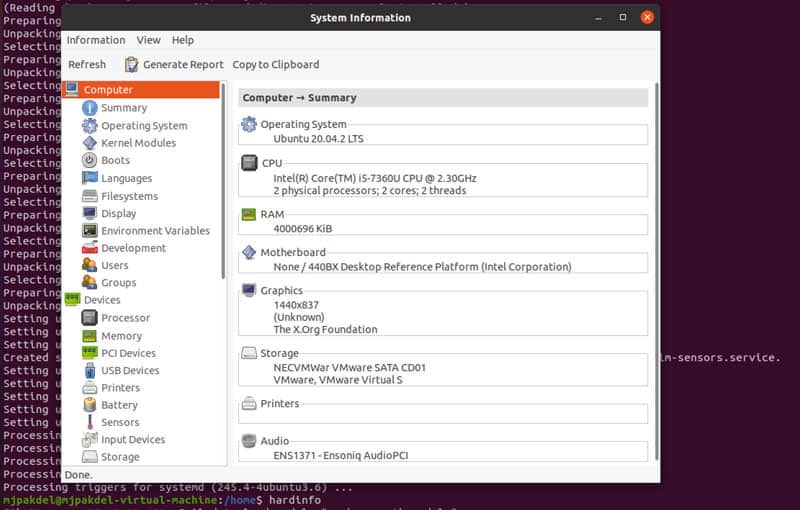 (Reading
Preparing
Unpacking
Selecting
Preparing
Unpacking
Selecting
Preparing
Unpacking
Selecting
Preparing
Unpacking
Selecting
Preparing
Unpacking
Selecting
Preparing
Unpacking
Selecting
Preparing
Unpacking
Setting u
Setting u
Created s
Setting u
Setting u
Setting u
Setting u
Setting u
Processin
Processin
Processin
System Information
Information View Help
Refresh Generate Report Copy to Clipboard
Computer
Summary
Operating System
Kernel Modules
Boots
Languages
Filesystems
Display
Environment Variables
Development
Users
Groups
Devices
Processor
Memory
PCI Devices
USB Devices
Printers
Battery
Sensors
Input Devices
Storage
Computer → Summary
Operating System
Ubuntu 20.04.2 LTS
CPU
Intel(R) Core(TM) i5-7360U CPU @ 2.30GHz
2 physical processors; 2 cores; 2 threads
RAM
4000696 KiB
Motherboard
None / 440BX Desktop Reference Platform (Intel Corporation)
Graphics
1440x837
(Unknown)
The X.Org Foundation
Storage
NECVMWar VMware SATA CD01
VMware, VMware Virtual S
Printers
Audio
ENS1371 - Ensoniq AudioPCI
Done.
lm-sensors.service.
Processing triggers for systemd (245.4-4ubuntu3.6) ...
mjpakdel@mjpakdel-virtual-machine:/home$ hardinfo